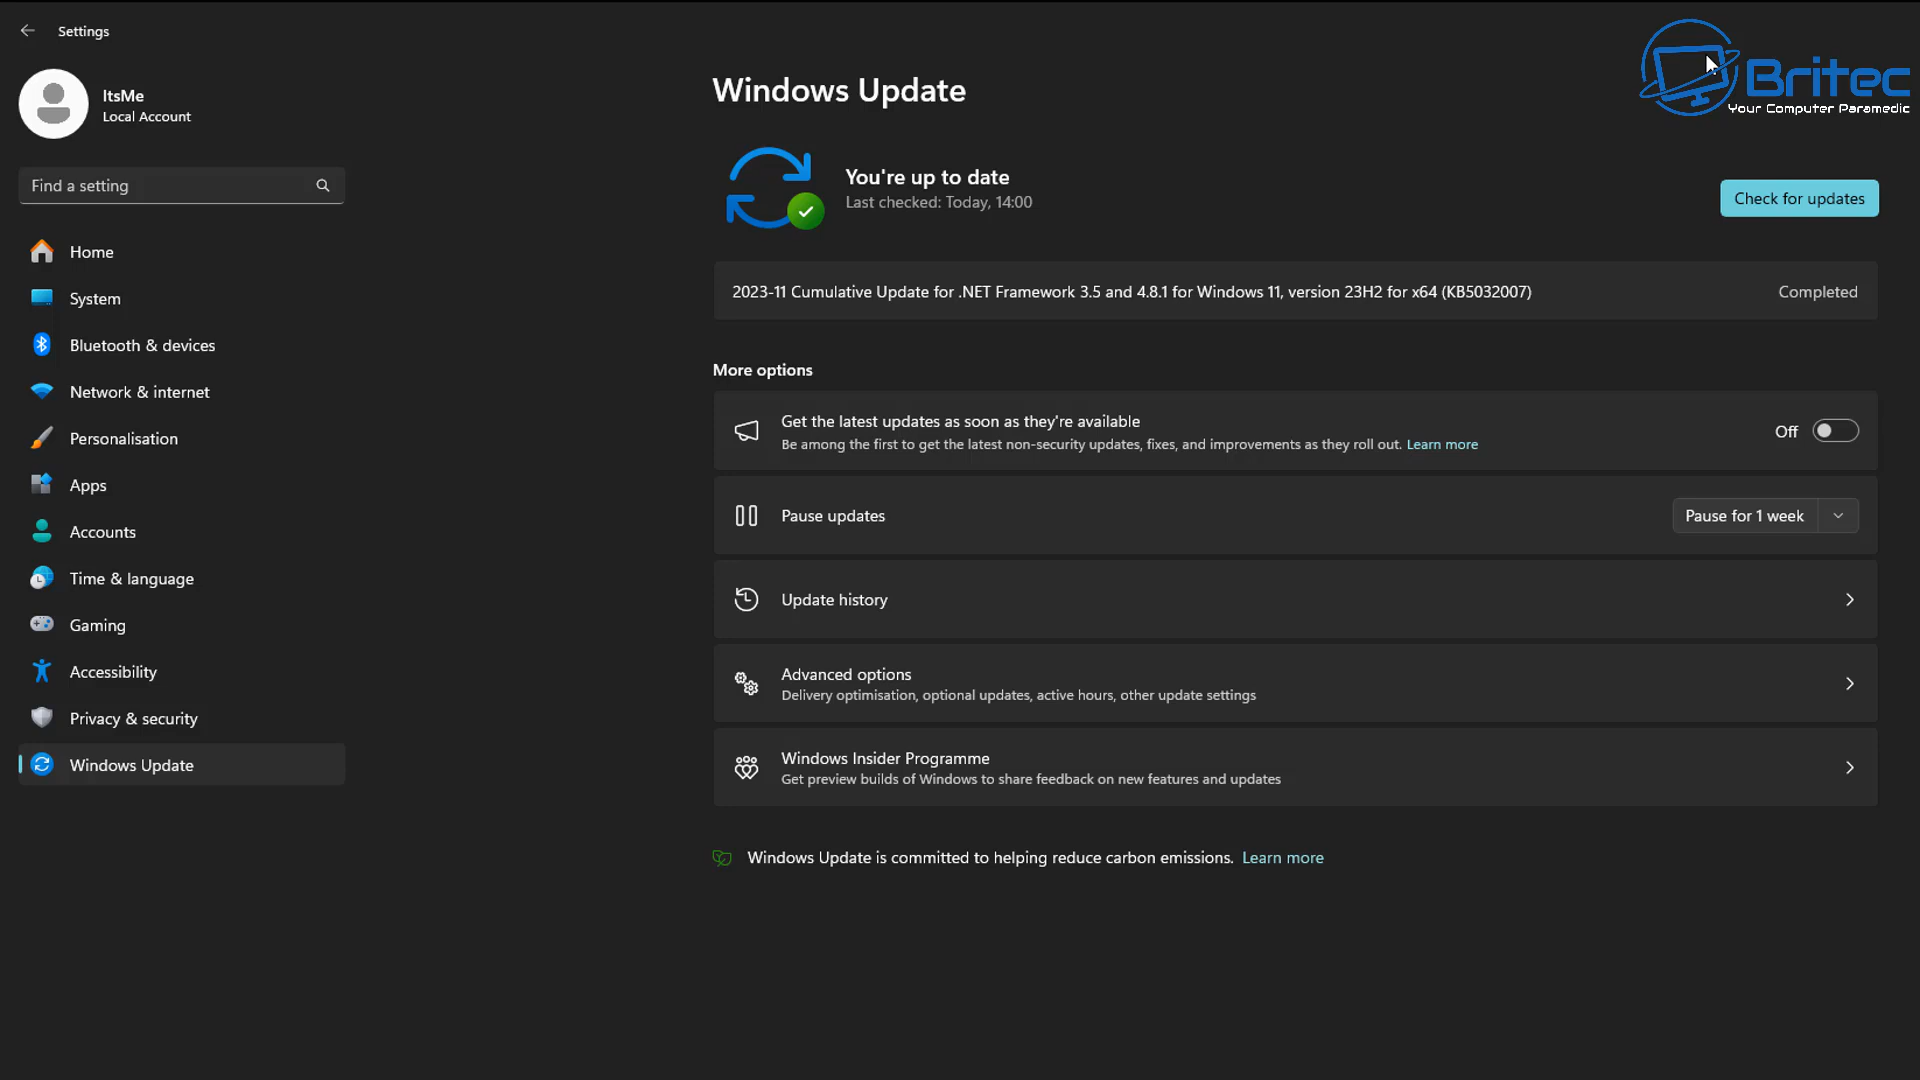 Settings
ItsMe
Local Account
Find a setting
Home
System
Bluetooth & devices
Network & internet
Personalisation
Apps
Accounts
Time & language
Gaming
Accessibility
Privacy & security
Windows Update
Windows Update
Britec
Your Computer Paramedic
You're up to date
Last checked: Today, 14:00
Check for updates
2023-11 Cumulative Update for .NET Framework 3.5 and 4.8.1 for Windows 11, version 23H2 for x64 (KB5032007)
Completed
More options
Get the latest updates as soon as they're available
Be among the first to get the latest non-security updates, fixes, and improvements as they roll out. Learn more
Off
Pause updates
Pause for 1 week
Update history
Advanced options
Delivery optimisation, optional updates, active hours, other update settings
Windows Insider Programme
Get preview builds of Windows to share feedback on new features and updates
Windows Update is committed to helping reduce carbon emissions. Learn more